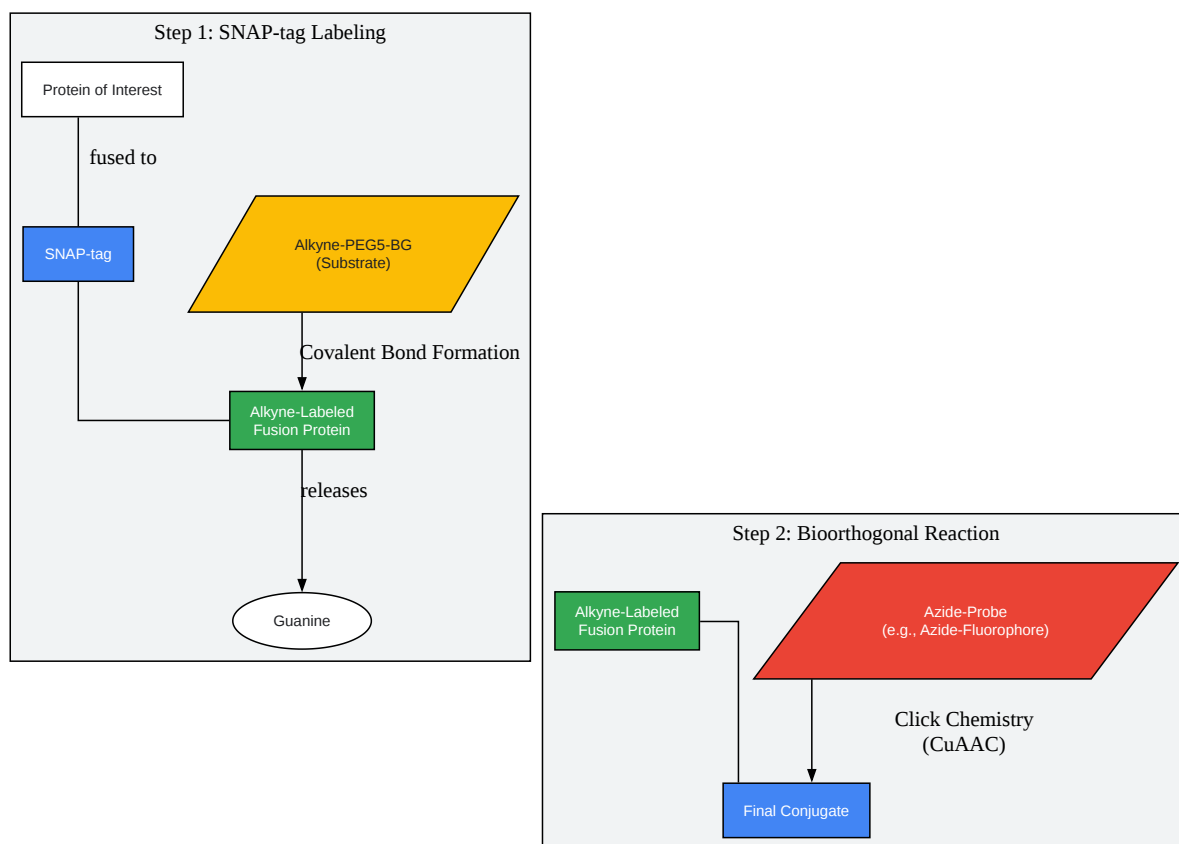 Step 1: SNAP-tag Labeling
Protein of Interest
fused to
SNAP-tag
Alkyne-PEG5-BG
(Substrate)
Covalent Bond Formation
Alkyne-Labeled
Fusion Protein
releases
Guanine
Step 2: Bioorthogonal Reaction
Alkyne-Labeled
Fusion Protein
Azide-Probe
(e.g., Azide-Fluorophore)
Click Chemistry
(CuAAC)
Final Conjugate